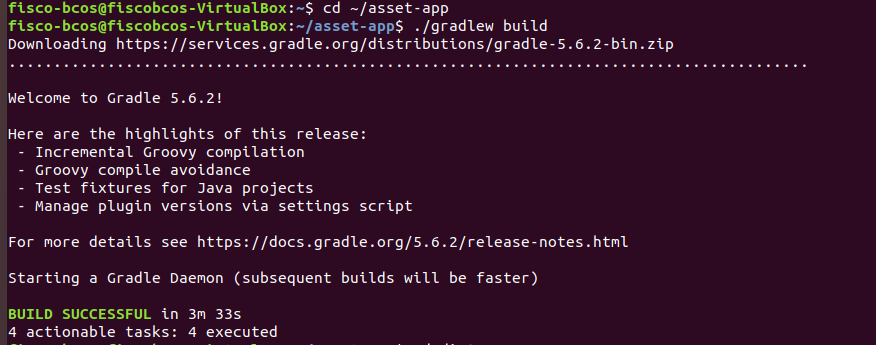 fisco-bcos@fiscobcos-VirtualBox:~$ cd ~/asset-app
fisco-bcos@fiscobcos-VirtualBox:~/asset-app$ ./gradlew build
Downloading https://services.gradle.org/distributions/gradle-5.6.2-bin.zip
.........................................................................................
Welcome to Gradle 5.6.2!
Here are the highlights of this release:
- Incremental Groovy compilation
- Groovy compile avoidance
- Test fixtures for Java projects
- Manage plugin versions via settings script
For more details see https://docs.gradle.org/5.6.2/release-notes.html
Starting a Gradle Daemon (subsequent builds will be faster)
BUILD SUCCESSFUL in 3m 33s
4 actionable tasks: 4 executed